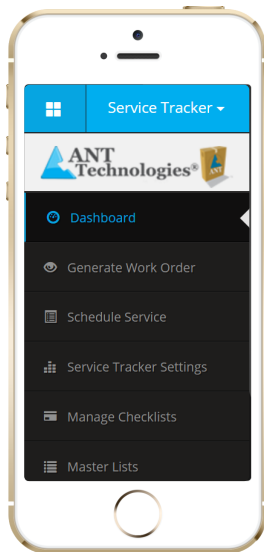 Service Tracker
ANT
Technologies®
ANT
Dashboard
Generate Work Order
Schedule Service
Service Tracker Settings
Manage Checklists
Master Lists